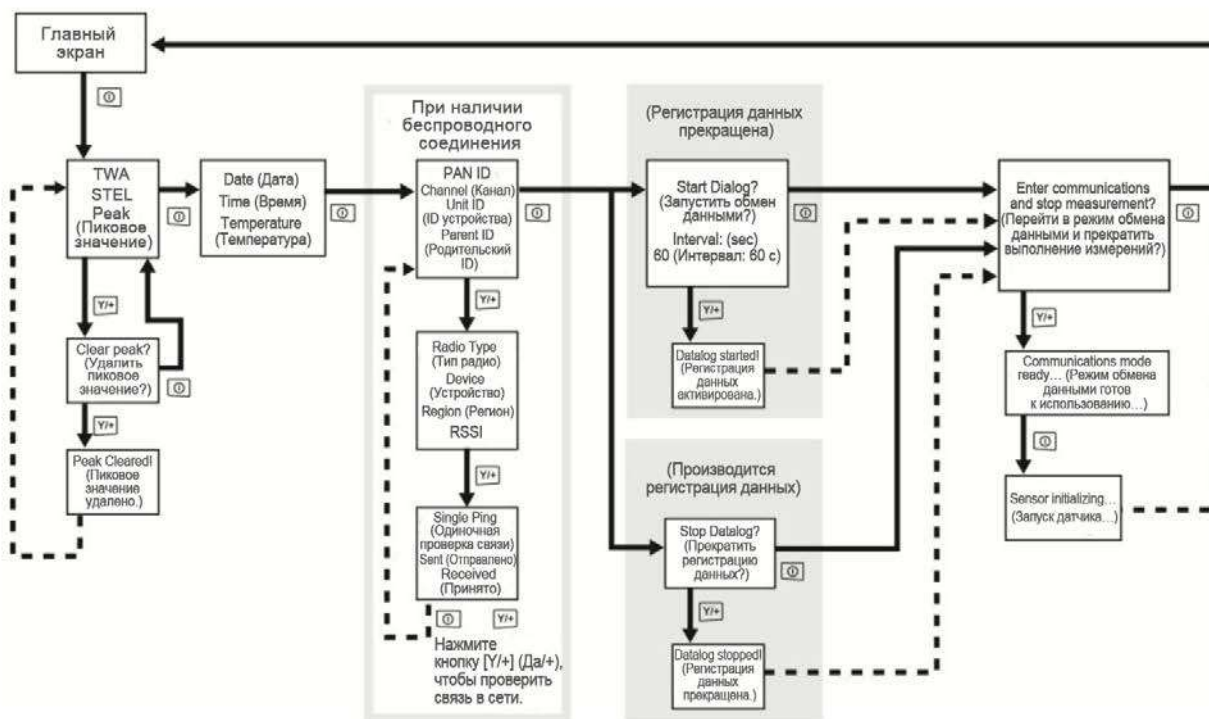 Главный
экран
TWA
STEL
Peak
(Пиковое
значение)
Y/+
Clear peak?
(Удалить
пиковое
значение?)
Y/+
Peak Cleared!
(Пиковое
значение
удалено.)
Date (Дата)
Time (Время)
Temperature
(Температура)
При наличии
беспроводного
соединения
PAN ID
Channel (Канал)
Unit ID
(ID устройства)
Parent ID
(Родительский
ID)
Y/+
Radio Type
(Тип радио)
Device
(Устройство)
Region (Регион)
RSSI
Y/+
Single Ping
(Одиночная
проверка связи)
Sent (Отправлено)
Received
(Принято)
Y/+
Нажмите
кнопку [Y/+] (Да/+),
чтобы проверить
связь в сети.
(Регистрация данных
прекращена)
Start Dialog?
(Запустить обмен
данными?)
Interval: (sec)
60 (Интервал: 60 с)
Y/+
Datalog started!
(Регистрация
данных
активирована.)
(Производится
регистрация данных)
Stop Datalog?
(Прекратить
регистрацию
данных?)
Y/+
Datalog stopped!
(Регистрация
данных
прекращена.)
Enter communications
and stop measurement?
(Перейти в режим обмена
данными и прекратить
выполнение измерений?)
Y/+
Communications mode
ready... (Режим обмена
данными готов
к использованию...)
Sensor initializing...
(Запуск датчика...)